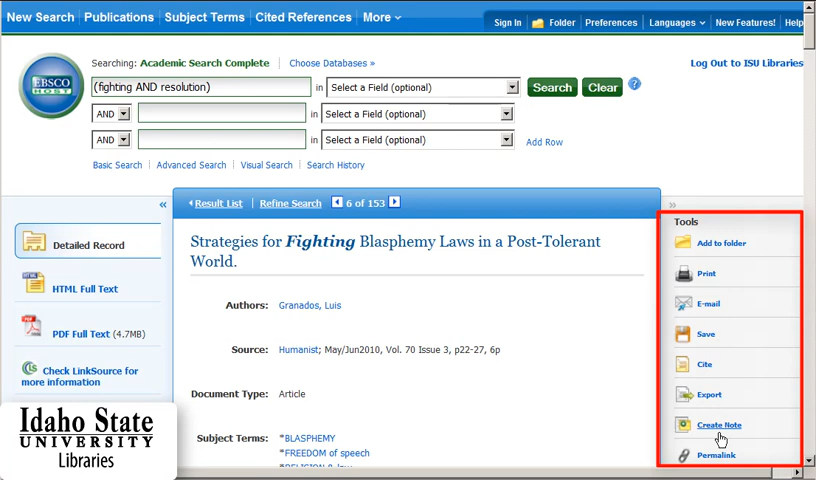 New Search Publications Subject Terms Cited References More
Sign In Folder Preferences Languages New Features! Help
Searching: Academic Search Complete Choose Databases »
Log Out to ISU Libraries
EBSCO
HOST
(fighting AND resolution) in Select a Field (optional) Search Clear ?
AND in Select a Field (optional)
AND in Select a Field (optional) Add Row
Basic Search Advanced Search Visual Search Search History
« Result List Refine Search 6 of 153 »
Detailed Record
HTML Full Text
PDF Full Text (4.7MB)
Check LinkSource for
more information
Strategies for Fighting Blasphemy Laws in a Post-Tolerant
World.
Authors: Granados, Luis
Source: Humanist; May/Jun2010, Vol. 70 Issue 3, p22-27, 6p
Document Type: Article
Subject Terms: *BLASPHEMY
*FREEDOM of speech
*RELIGION & law
Tools
Add to folder
Print
E-mail
Save
Cite
Export
Create Note
Permalink
Idaho State
UNIVERSITY
Libraries